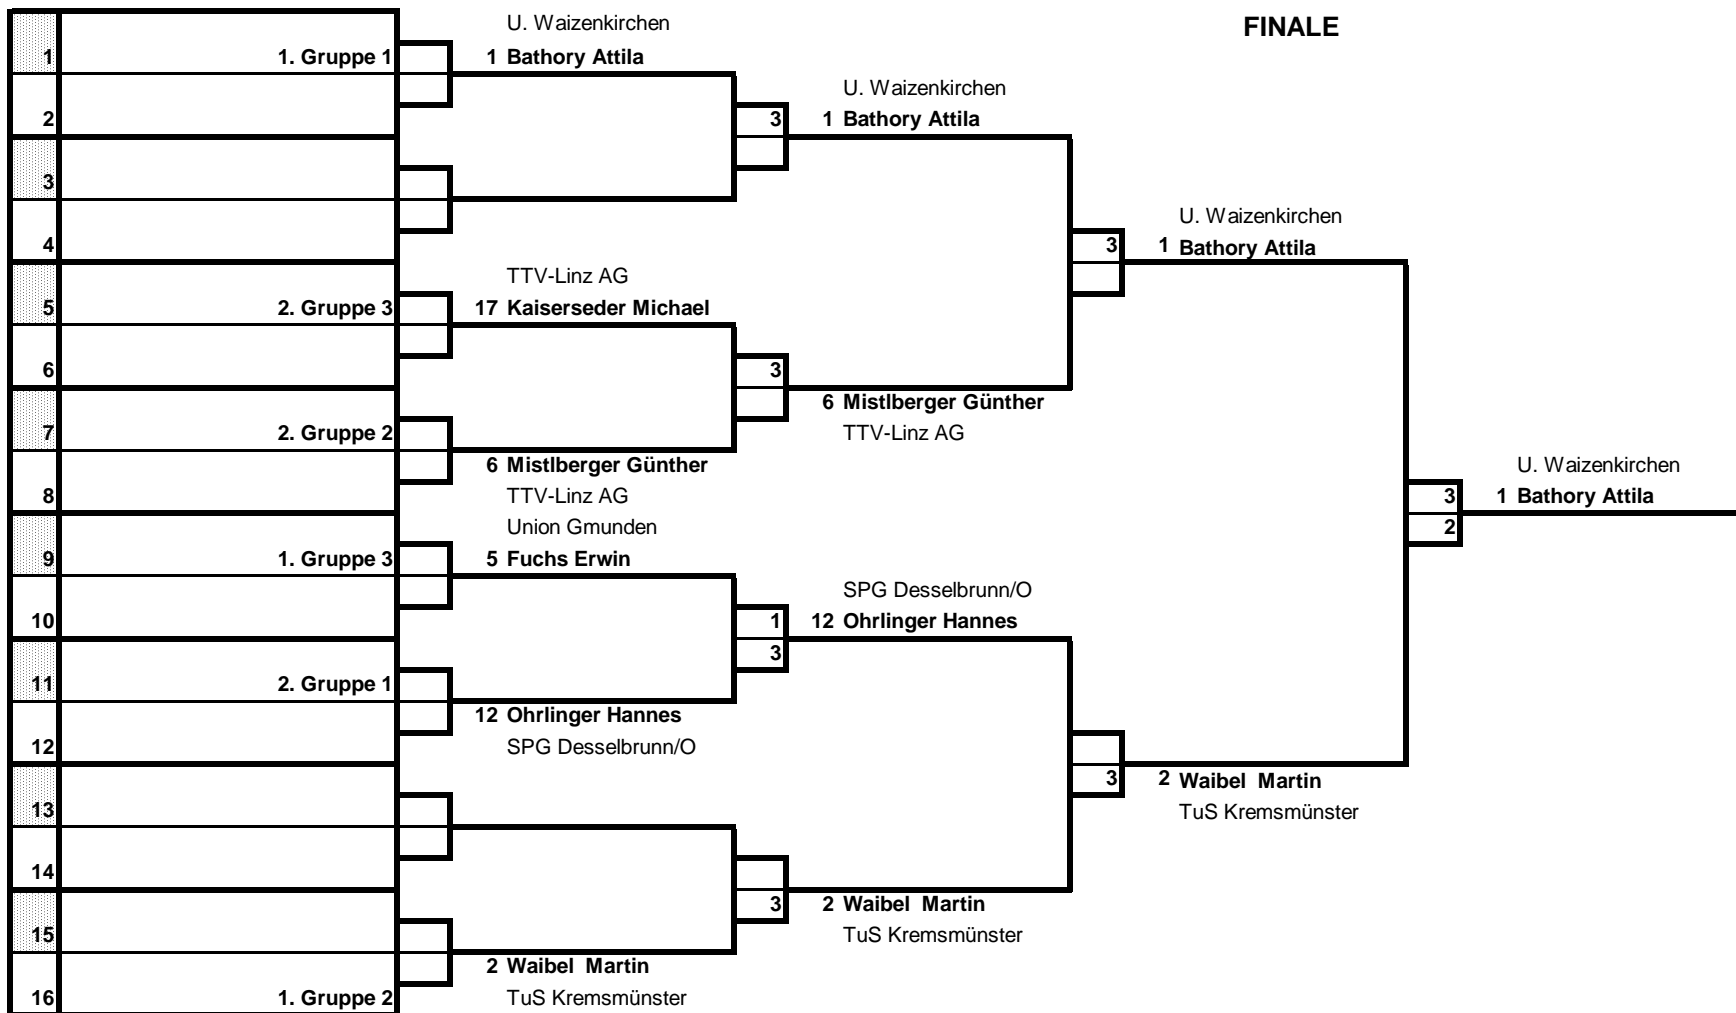 FINALE
U. Waizenkirchen
1 1. Gruppe 1 1 Bathory Attila
U. Waizenkirchen
2 3 1 Bathory Attila
3
U. Waizenkirchen
4 3 1 Bathory Attila
TTV-Linz AG
5 2. Gruppe 3 17 Kaiserseder Michael
6 3
6 Mistlberger Günther
7 2. Gruppe 2 TTV-Linz AG
6 Mistlberger Günther U. Waizenkirchen
8 TTV-Linz AG 3 1 Bathory Attila
Union Gmunden 2
9 1. Gruppe 3 5 Fuchs Erwin
SPG Desselbrunn/O
10 1 12 Ohrlinger Hannes
3
11 2. Gruppe 1
12 Ohrlinger Hannes
12 SPG Desselbrunn/O
3 2 Waibel Martin
13 TuS Kremsmünster
14
3 2 Waibel Martin
15 TuS Kremsmünster
2 Waibel Martin
16 1. Gruppe 2 TuS Kremsmünster